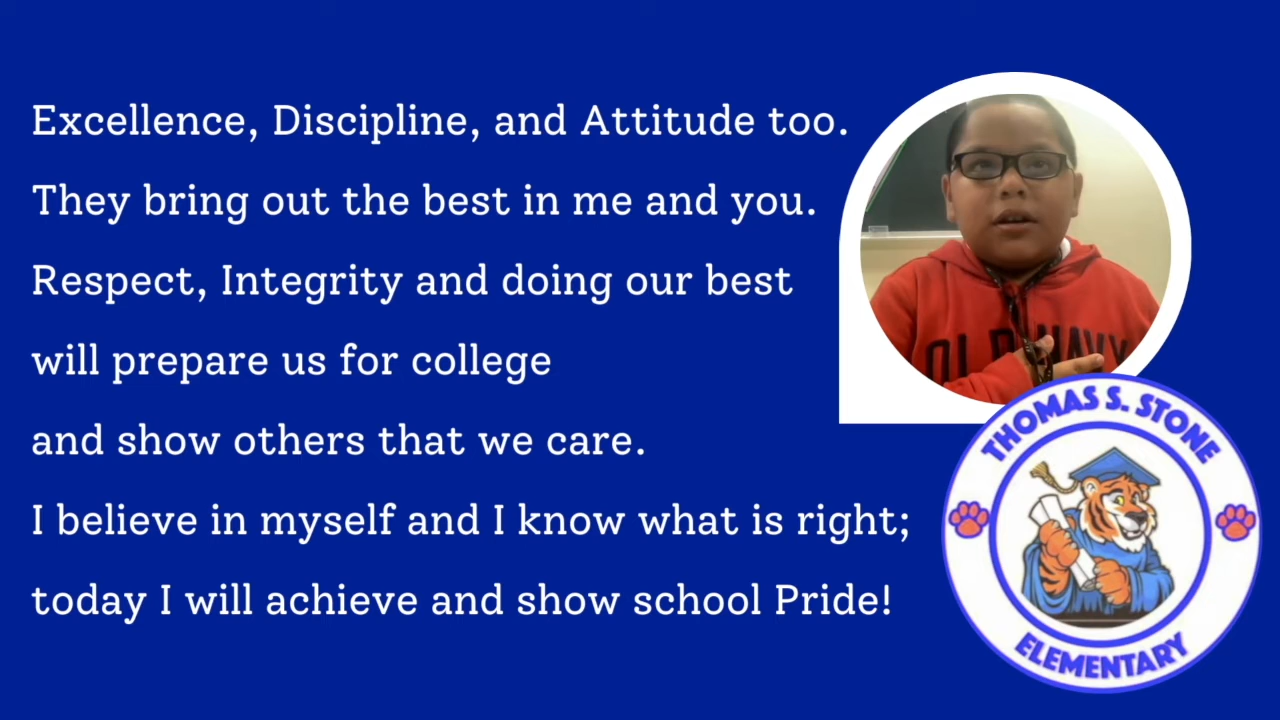 Excellence, Discipline, and Attitude too.
They bring out the best in me and you.
Respect, Integrity and doing our best
will prepare us for college
and show others that we care.
I believe in myself and I know what is right;
today I will achieve and show school Pride!
OLD NAVY
THOMAS S. STONE
ELEMENTARY